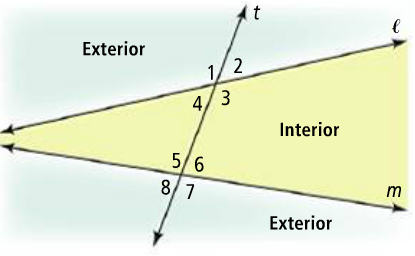 t
ℓ
Exterior
1 2
4 3
Interior
5 6
8 7
m
Exterior